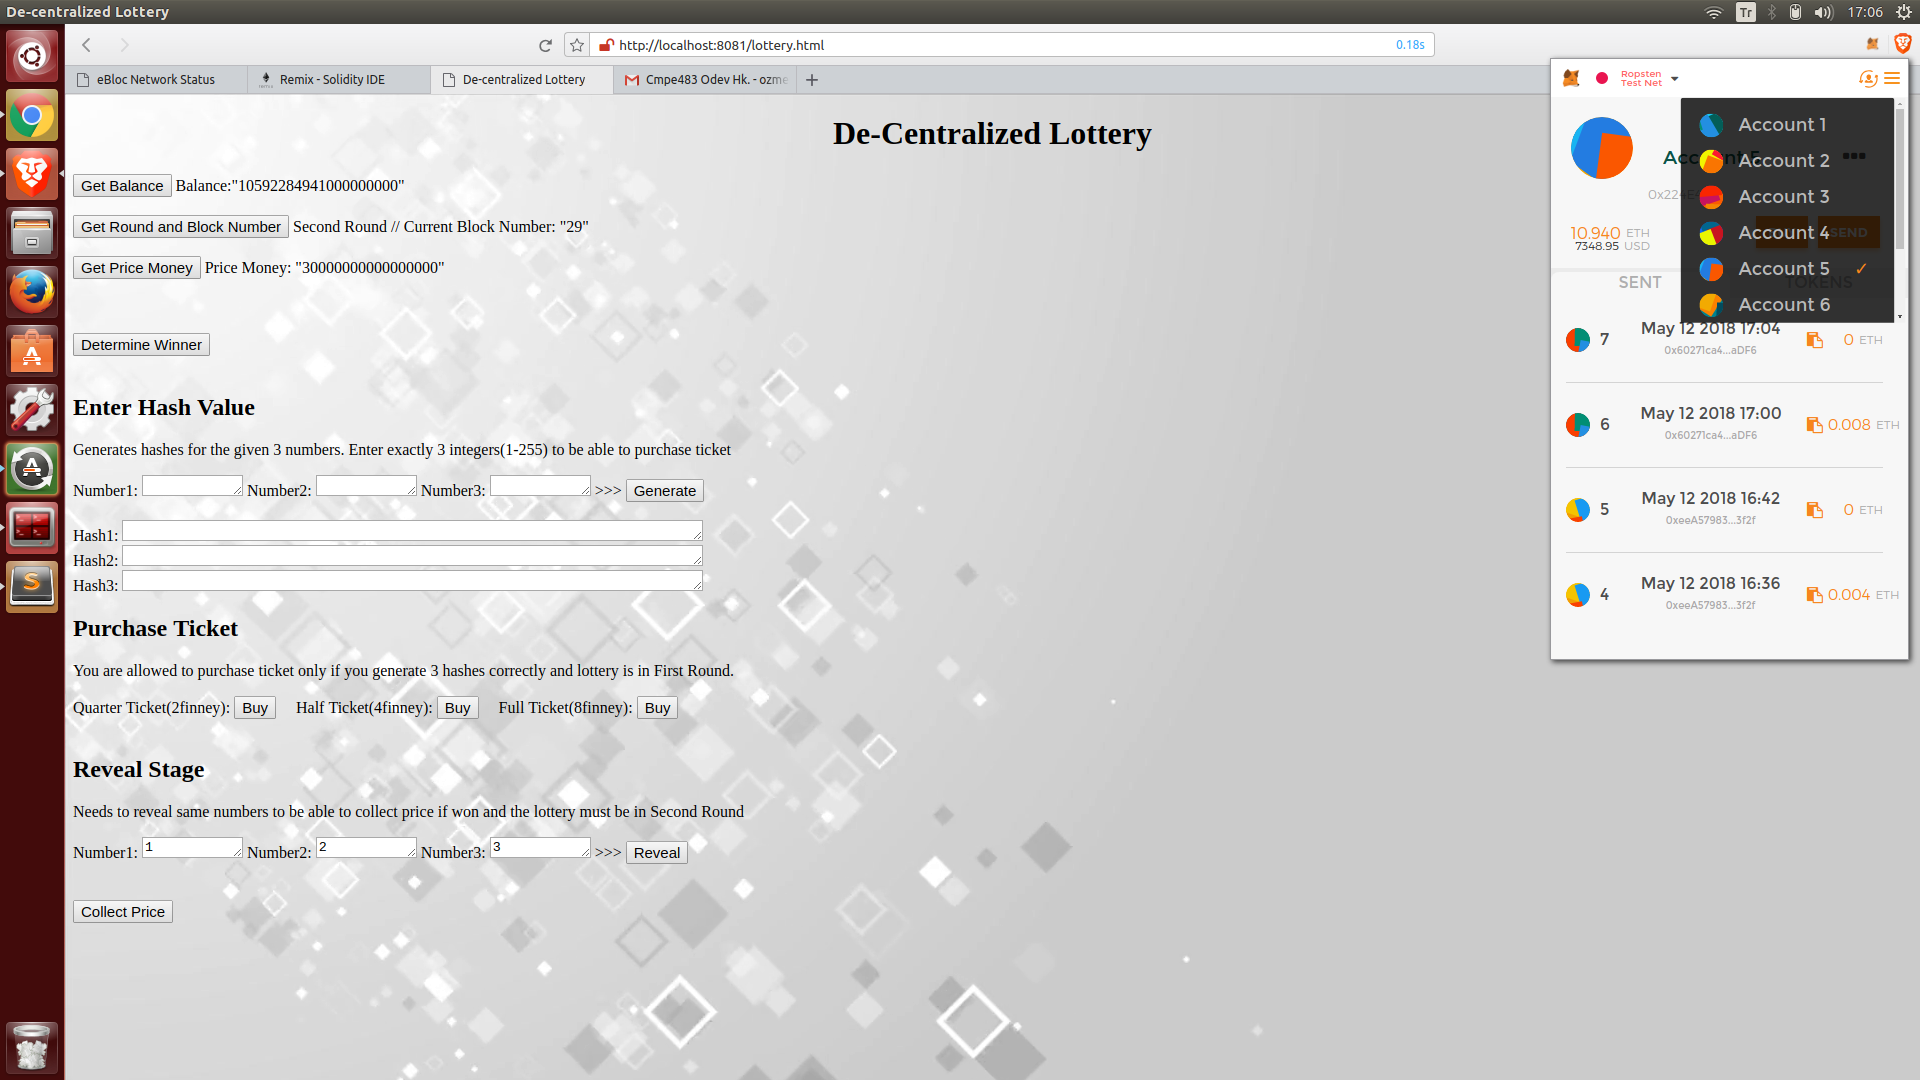 De-centralized Lottery
Tr
17:06
http://localhost:8081/lottery.html
0.18s
eBloc Network Status
Remix - Solidity IDE
De-centralized Lottery
Cmpe483 Odev Hk. - ozme
De-Centralized Lottery
Get Balance Balance:"10592284941000000000"
Get Round and Block Number Second Round // Current Block Number: "29"
Get Price Money Price Money: "30000000000000000"
Determine Winner
Enter Hash Value
Generates hashes for the given 3 numbers. Enter exactly 3 integers(1-255) to be able to purchase ticket
Number1: Number2: Number3: >>> Generate
Hash1:
Hash2:
Hash3:
Purchase Ticket
You are allowed to purchase ticket only if you generate 3 hashes correctly and lottery is in First Round.
Quarter Ticket(2finney): Buy Half Ticket(4finney): Buy Full Ticket(8finney): Buy
Reveal Stage
Needs to reveal same numbers to be able to collect price if won and the lottery must be in Second Round
Number1: 1 Number2: 2 Number3: 3 >>> Reveal
Collect Price
Ropsten
Test Net
Account 1
Account 2
Account 3
Account 4
Account 5 ✓
Account 6
10.940 ETH
7348.95 USD
SEND
SENT
TOKENS
7 May 12 2018 17:04 0 ETH
0x60271ca4...aDF6
6 May 12 2018 17:00 0.008 ETH
0x60271ca4...aDF6
5 May 12 2018 16:42 0 ETH
0xeeA57983...3f2f
4 May 12 2018 16:36 0.004 ETH
0xeeA57983...3f2f